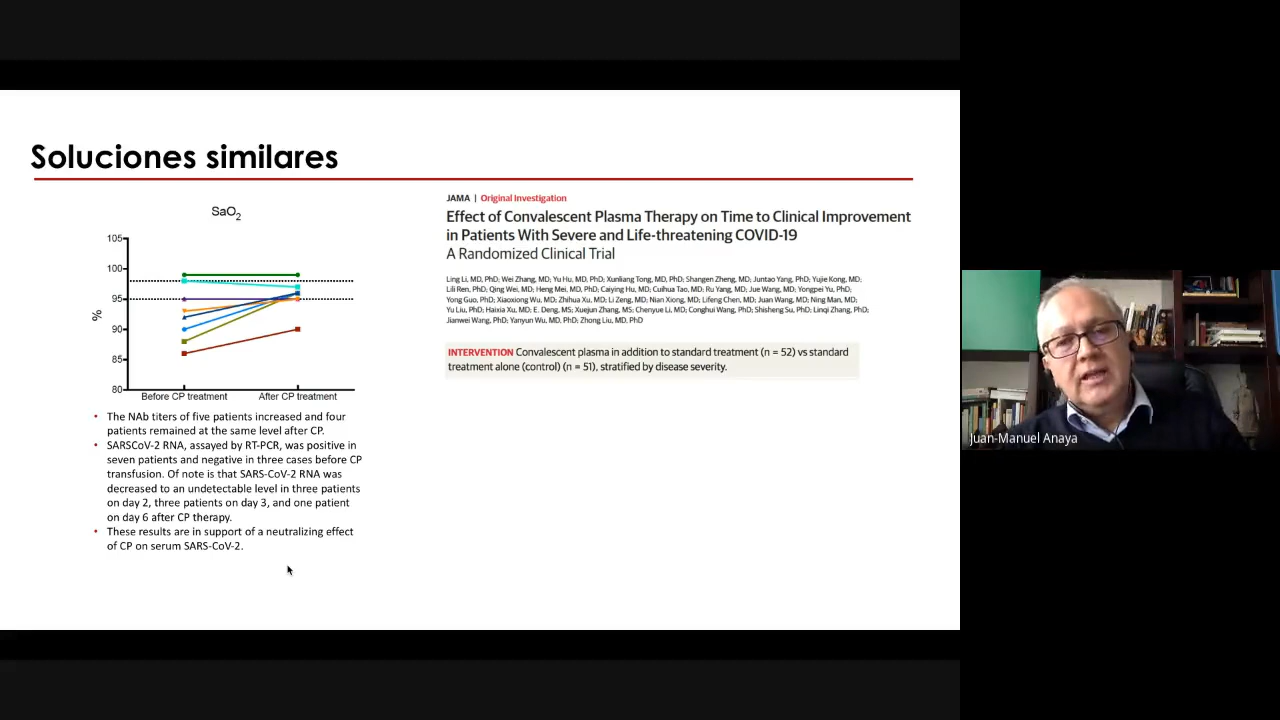 Soluciones similares
SaO2
105
100
95
90
85
80
%
Before CP treatment
After CP treatment
• The NAb titers of five patients increased and four
patients remained at the same level after CP.
• SARSCoV-2 RNA, assayed by RT-PCR, was positive in
seven patients and negative in three cases before CP
transfusion. Of note is that SARS-CoV-2 RNA was
decreased to an undetectable level in three patients
on day 2, three patients on day 3, and one patient
on day 6 after CP therapy.
• These results are in support of a neutralizing effect
of CP on serum SARS-CoV-2.
JAMA | Original Investigation
Effect of Convalescent Plasma Therapy on Time to Clinical Improvement
in Patients With Severe and Life-threatening COVID-19
A Randomized Clinical Trial
Ling Li, MD, PhD; Wei Zhang, MD; Yu Hu, MD, PhD; Xunliang Tong, MD, PhD; Shangen Zheng, MD; Juntao Yang, PhD; Yujie Kong, MD;
Lili Ren, PhD; Qing Wei, MD; Heng Mei, MD, PhD; Caiying Hu, MD; Cuihua Tao, MD; Ru Yang, MD; Jue Wang, MD; Yongpei Yu, PhD;
Yong Guo, PhD; Xiaoxiong Wu, MD; Zhihua Xu, MD; Li Zeng, MD; Nian Xiong, MD; Lifeng Chen, MD; Juan Wang, MD; Ning Man, MD;
Yu Liu, PhD; Haixia Xu, MD; E. Deng, MS; Xuejun Zhang, MS; Chenyue Li, MD; Conghui Wang, PhD; Shisheng Su, PhD; Linqi Zhang, PhD;
Jianwei Wang, PhD; Yanyun Wu, MD, PhD; Zhong Liu, MD, PhD
INTERVENTION Convalescent plasma in addition to standard treatment (n = 52) vs standard
treatment alone (control) (n = 51), stratified by disease severity.
Juan-Manuel Anaya